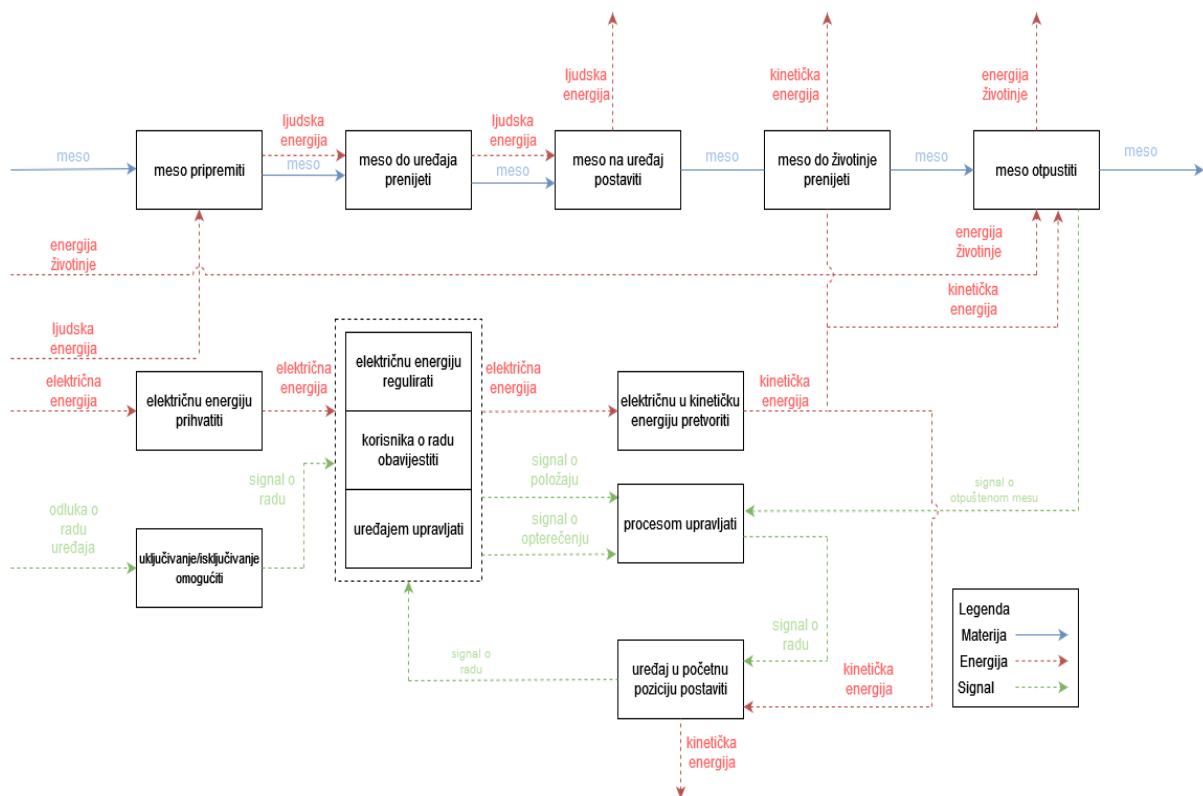 ljudska
energija
kinetička
energija
energija
životinje
meso
meso pripremiti
ljudska
energija
meso
meso do uređaja
prenijeti
ljudska
energija
meso
meso na uređaj
postaviti
meso
meso do životinje
prenijeti
meso
meso otpustiti
meso
energija
životinje
energija
životinje
kinetička
energija
ljudska
energija
električna
energija
električnu energiju
prihvatiti
električna
energija
električnu energiju
regulirati
korisnika o radu
obavijestiti
uređajem upravljati
električna
energija
električnu u kinetičku
energiju pretvoriti
kinetička
energija
odluka o
radu
uređaja
uključivanje/isključivanje
omogućiti
signal o
radu
signal o
položaju
signal o
opterečenju
procesom upravljati
signal o
otpuštenom mesu
signal o
radu
signal o
radu
uređaj u početnu
poziciju postaviti
kinetička
energija
kinetička
energija
Legenda
Materija
Energija
Signal